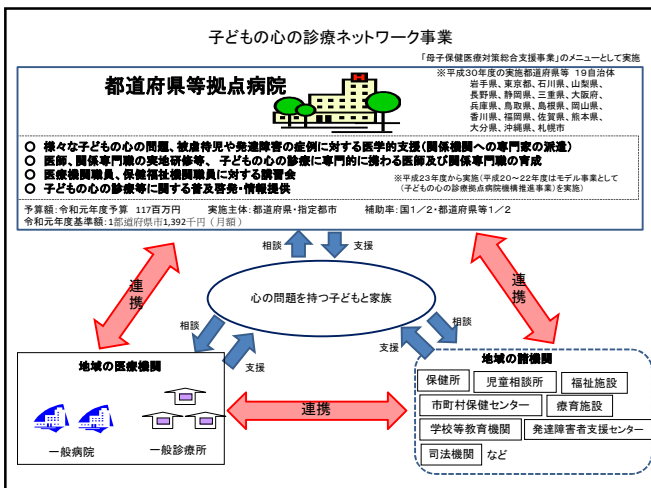 子どもの心の診療ネットワーク事業
「母子保健医療対策総合支援事業」のメニューとして実施
都道府県等拠点病院
※平成30年度の実施都道府県等 19自治体
岩手県、東京都、石川県、山梨県、
長野県、静岡県、三重県、大阪府、
兵庫県、鳥取県、島根県、岡山県、
香川県、福岡県、佐賀県、熊本県、
大分県、沖縄県、札幌市
○ 様々な子どもの心の問題、被虐待児や発達障害の症例に対する医学的支援(関係機関への専門家の派遣)
○ 医師、関係専門職の実地研修等、子どもの心の診療に専門的に携わる医師及び関係専門職の育成
○ 医療機関職員、保健福祉機関職員に対する講習会
○ 子どもの心の診療等に関する普及啓発・情報提供
※平成23年度から実施(平成20~22年度はモデル事業として
(子どもの心の診療拠点病院機構推進事業)を実施)
予算額:令和元年度予算 117百万円 実施主体:都道府県・指定都市 補助率:国1/2・都道府県等1/2
令和元年度基準額:1都道府県市1,392千円(月額)
相談
支援
連携
連携
心の問題を持つ子どもと家族
相談
支援
相談
支援
地域の医療機関
一般病院
一般診療所
連携
地域の諸機関
保健所
児童相談所
福祉施設
市町村保健センター
療育施設
学校等教育機関
発達障害者支援センター
司法機関 など